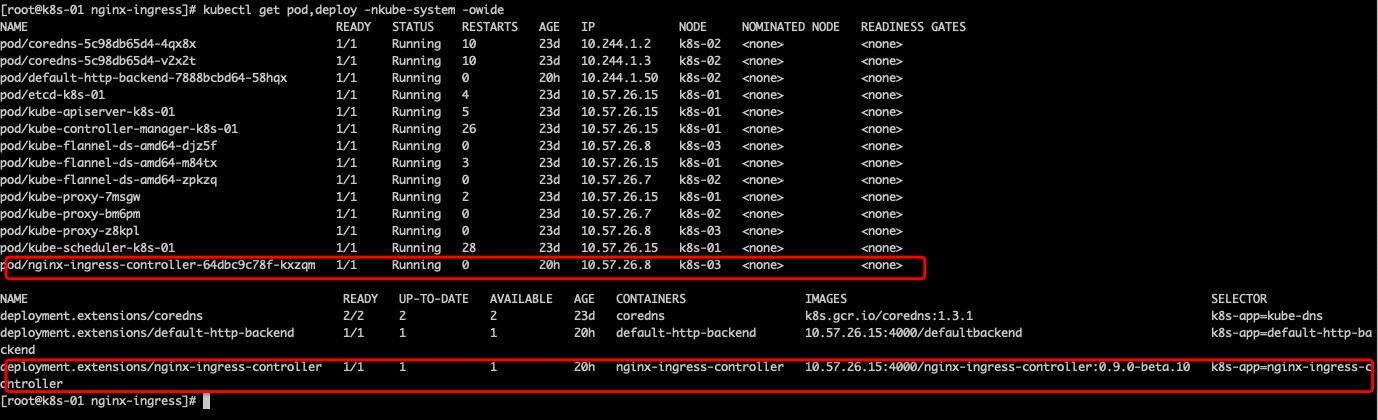 [root@k8s-01 nginx-ingress]# kubectl get pod,deploy -nkube-system -owide
NAME READY STATUS RESTARTS AGE IP NODE NOMINATED NODE READINESS GATES
pod/coredns-5c98db65d4-4qx8x 1/1 Running 10 23d 10.244.1.2 k8s-02 <none> <none>
pod/coredns-5c98db65d4-v2x2t 1/1 Running 10 23d 10.244.1.3 k8s-02 <none> <none>
pod/default-http-backend-7888bcbd64-58hqx 1/1 Running 0 20h 10.244.1.50 k8s-02 <none> <none>
pod/etcd-k8s-01 1/1 Running 4 23d 10.57.26.15 k8s-01 <none> <none>
pod/kube-apiserver-k8s-01 1/1 Running 5 23d 10.57.26.15 k8s-01 <none> <none>
pod/kube-controller-manager-k8s-01 1/1 Running 26 23d 10.57.26.15 k8s-01 <none> <none>
pod/kube-flannel-ds-amd64-djz5f 1/1 Running 0 23d 10.57.26.8 k8s-03 <none> <none>
pod/kube-flannel-ds-amd64-m84tx 1/1 Running 3 23d 10.57.26.15 k8s-01 <none> <none>
pod/kube-flannel-ds-amd64-zpkzq 1/1 Running 0 23d 10.57.26.7 k8s-02 <none> <none>
pod/kube-proxy-7msgw 1/1 Running 2 23d 10.57.26.15 k8s-01 <none> <none>
pod/kube-proxy-bm6pm 1/1 Running 0 23d 10.57.26.7 k8s-02 <none> <none>
pod/kube-proxy-z8kpl 1/1 Running 0 23d 10.57.26.8 k8s-03 <none> <none>
pod/kube-scheduler-k8s-01 1/1 Running 28 23d 10.57.26.15 k8s-01 <none> <none>
pod/nginx-ingress-controller-64dbc9c78f-kxzqm 1/1 Running 0 20h 10.57.26.8 k8s-03 <none> <none>
NAME READY UP-TO-DATE AVAILABLE AGE CONTAINERS IMAGES SELECTOR
deployment.extensions/coredns 2/2 2 2 23d coredns k8s.gcr.io/coredns:1.3.1 k8s-app=kube-dns
deployment.extensions/default-http-backend 1/1 1 1 20h default-http-backend 10.57.26.15:4000/defaultbackend k8s-app=default-http-ba
ckend
deployment.extensions/nginx-ingress-controller 1/1 1 1 20h nginx-ingress-controller 10.57.26.15:4000/nginx-ingress-controller:0.9.0-beta.10 k8s-app=nginx-ingress-c
ontroller
[root@k8s-01 nginx-ingress]#